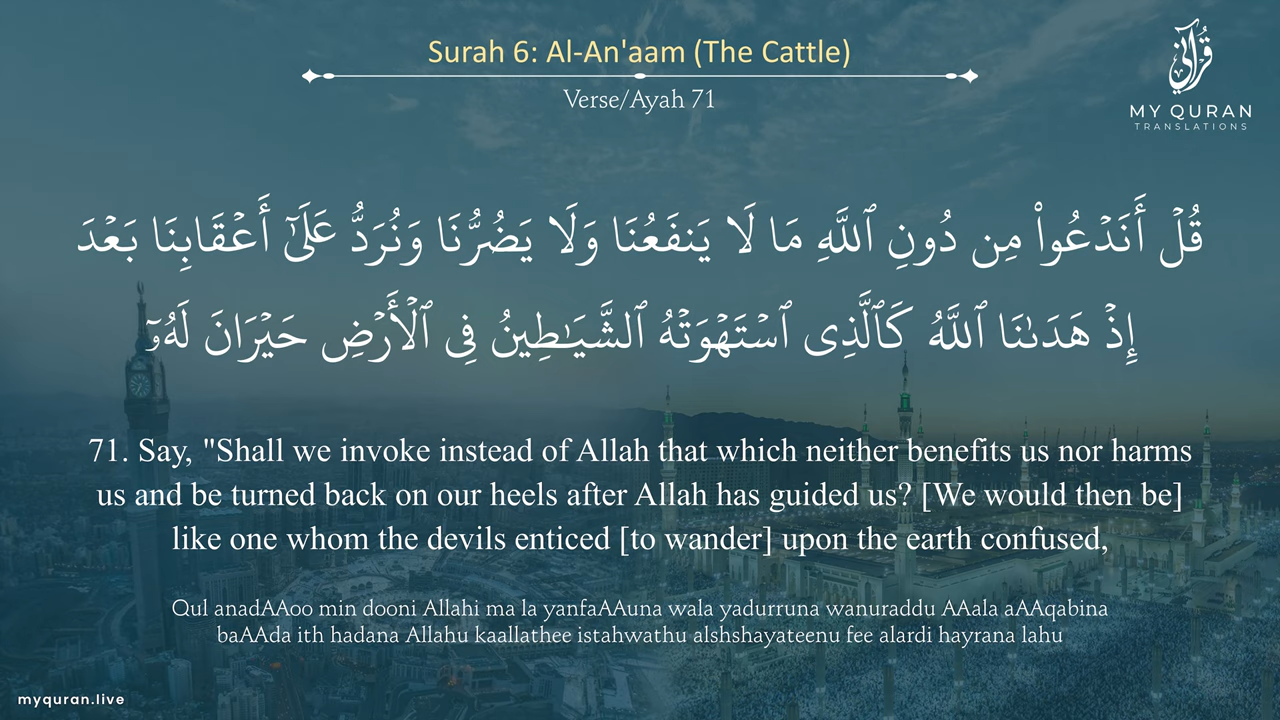 Surah 6: Al-An'aam (The Cattle)
Verse/Ayah 71
قرآني
MY QURAN
TRANSLATIONS
قُلْ أَنَدْعُوا۟ مِن دُونِ ٱللَّهِ مَا لَا يَنفَعُنَا وَلَا يَضُرُّنَا وَنُرَدُّ عَلَىٰٓ أَعْقَابِنَا بَعْدَ
إِذْ هَدَىٰنَا ٱللَّهُ كَٱلَّذِى ٱسْتَهْوَتْهُ ٱلشَّيَـٰطِينُ فِى ٱلْأَرْضِ حَيْرَانَ لَهُۥٓ
71. Say, "Shall we invoke instead of Allah that which neither benefits us nor harms
us and be turned back on our heels after Allah has guided us? [We would then be]
like one whom the devils enticed [to wander] upon the earth confused,
Qul anadAAoo min dooni Allahi ma la yanfaAAuna wala yadurruna wanuraddu AAala aAAqabina
baAAda ith hadana Allahu kaallathee istahwathu alshshayateenu fee alardi hayrana lahu
myquran.live